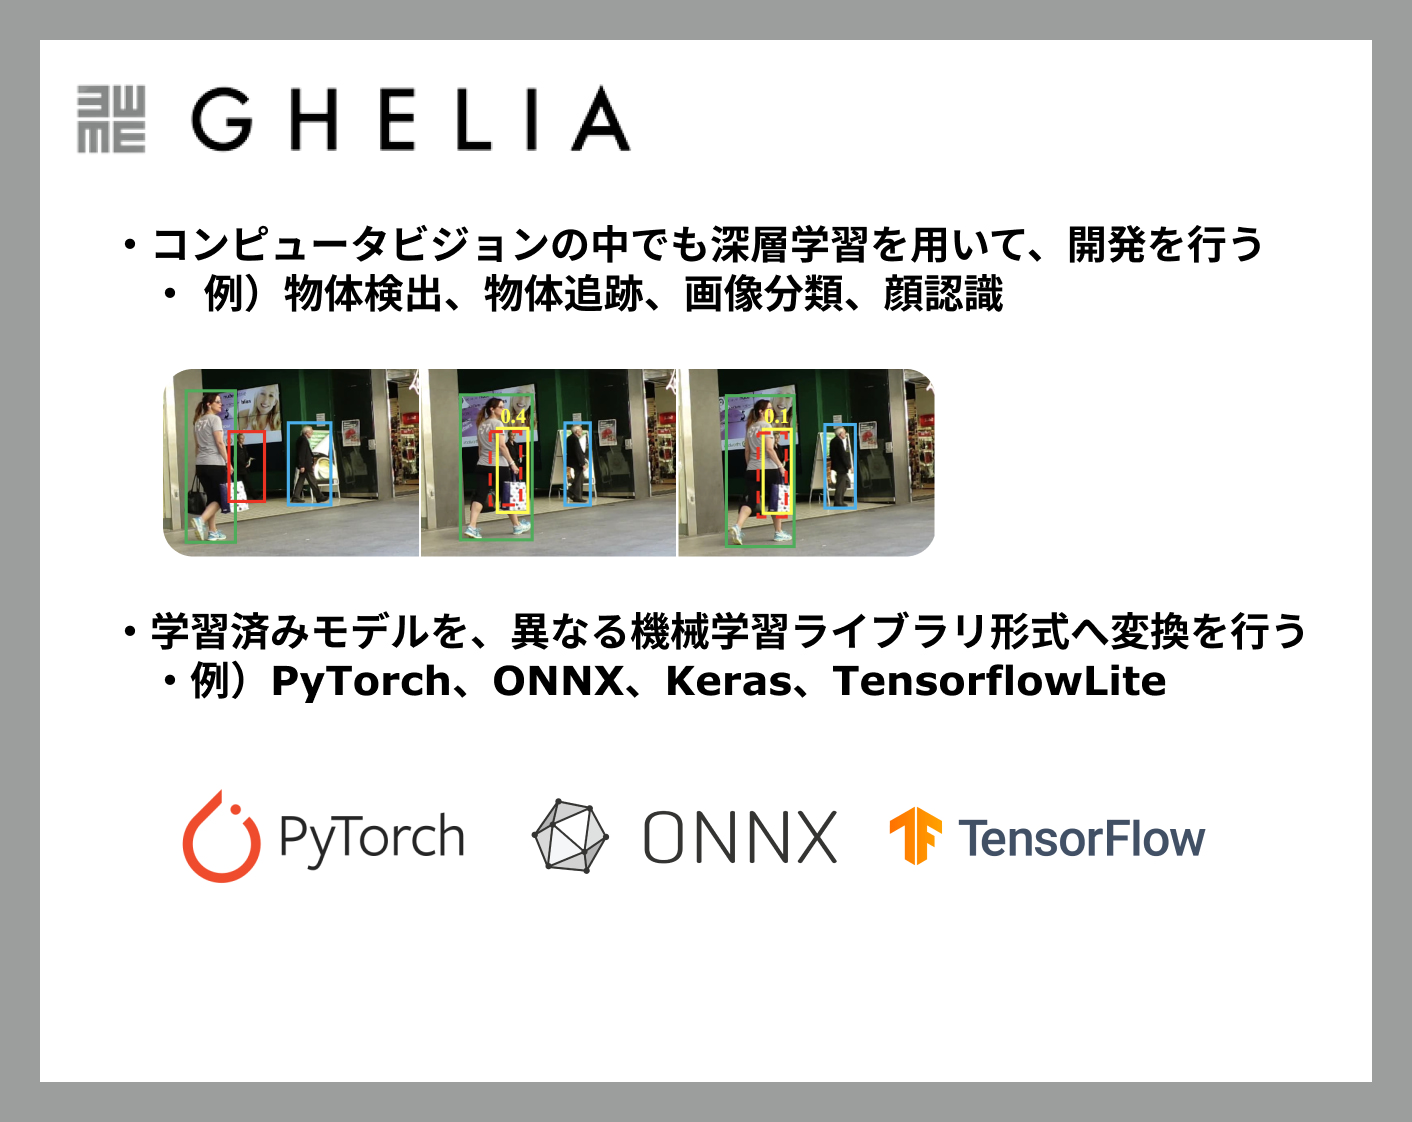 GHELIA
・コンピュータビジョンの中でも深層学習を用いて、開発を行う
・ 例）物体検出、物体追跡、画像分類、顔認識
0.4
1
0.1
・学習済みモデルを、異なる機械学習ライブラリ形式へ変換を行う
・例）PyTorch、ONNX、Keras、TensorflowLite
PyTorch
ONNX
TensorFlow